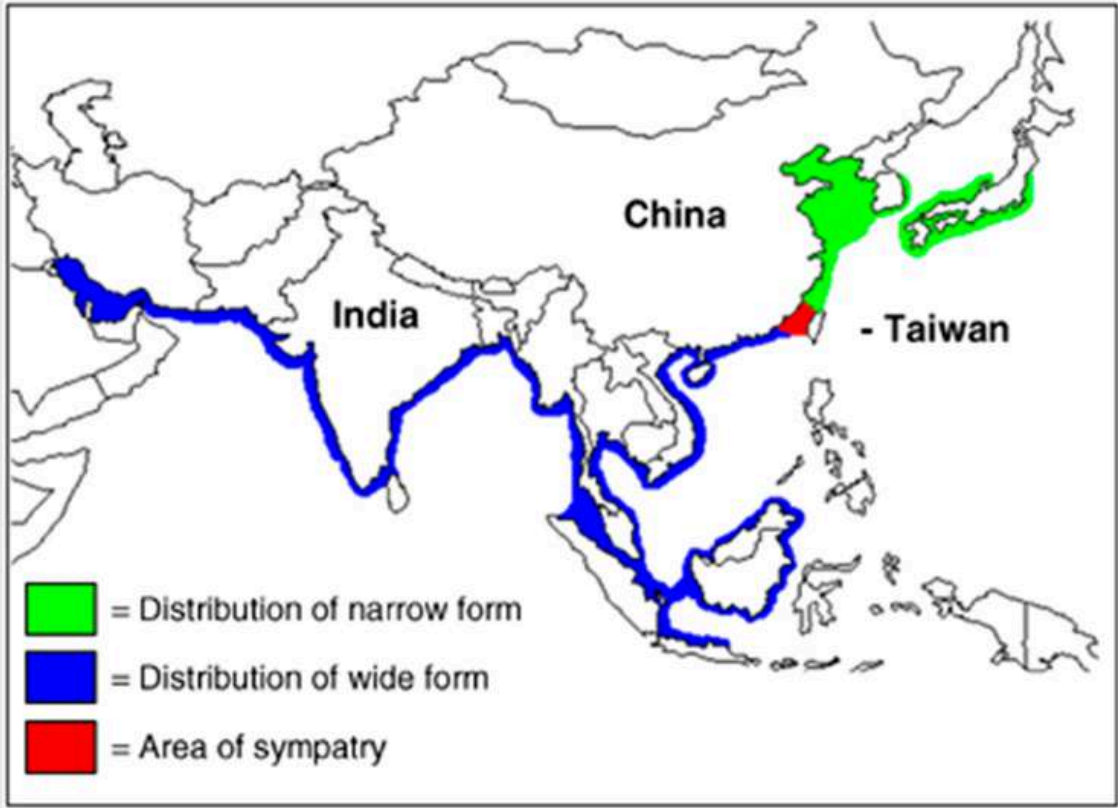 China
India
- Taiwan
= Distribution of narrow form
= Distribution of wide form
= Area of sympatry